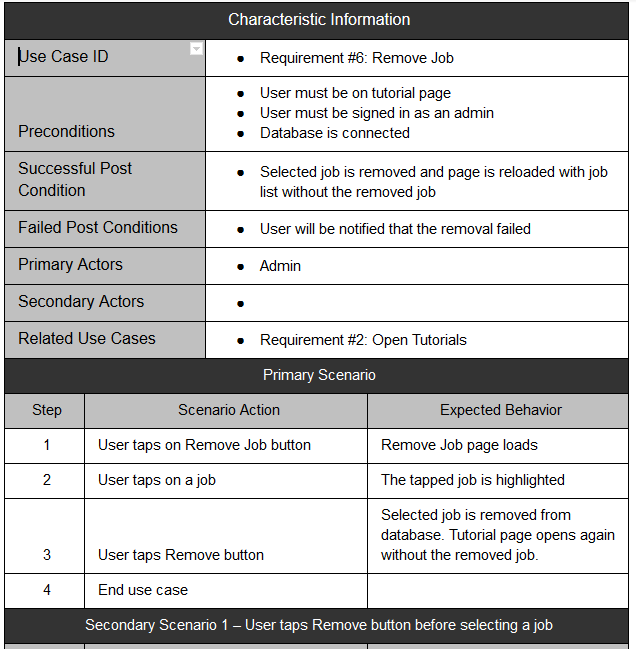 Characteristic Information
Use Case ID
● Requirement #6: Remove Job
Preconditions
● User must be on tutorial page
● User must be signed in as an admin
● Database is connected
Successful Post
Condition
● Selected job is removed and page is reloaded with job
list without the removed job
Failed Post Conditions
● User will be notified that the removal failed
Primary Actors
● Admin
Secondary Actors
●
Related Use Cases
● Requirement #2: Open Tutorials
Primary Scenario
Step Scenario Action Expected Behavior
1 User taps on Remove Job button Remove Job page loads
2 User taps on a job The tapped job is highlighted
3 User taps Remove button
Selected job is removed from
database. Tutorial page opens again
without the removed job.
4 End use case
Secondary Scenario 1 – User taps Remove button before selecting a job